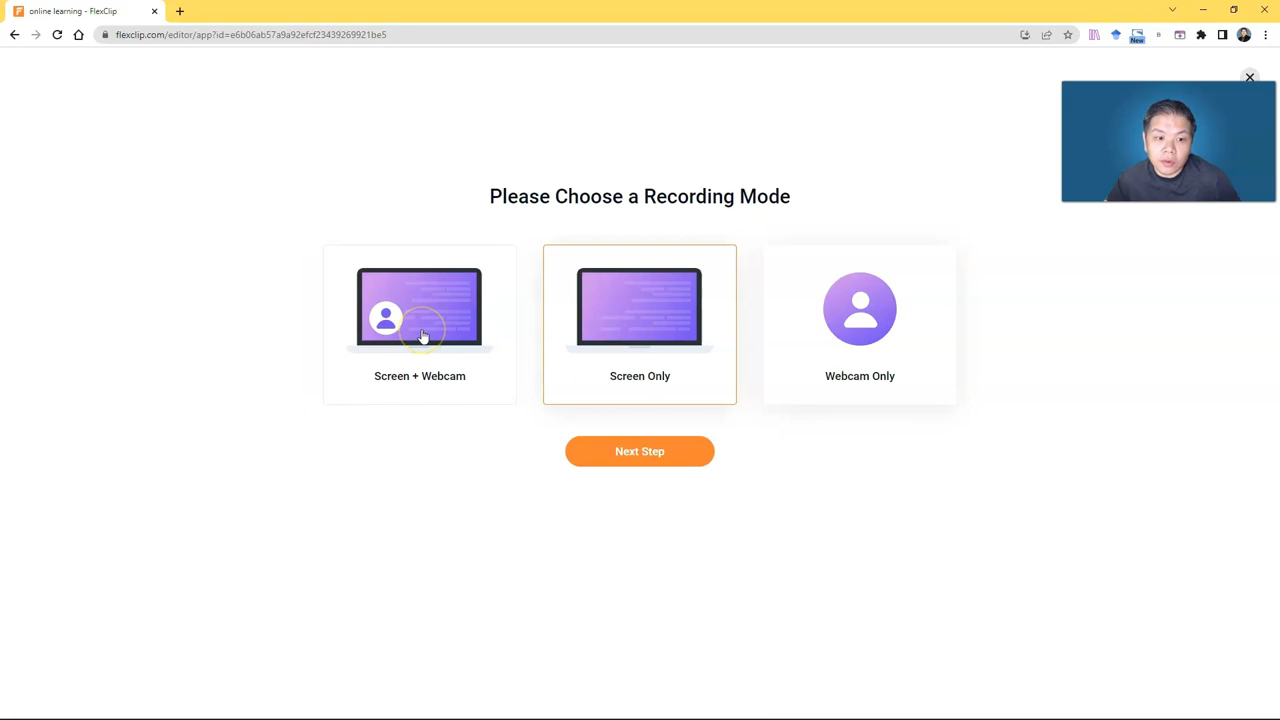 online learning - FlexClip
flexclip.com/editor/app?id=e6b06ab57a9a92efcf23439269921be5
New
Please Choose a Recording Mode
Screen + Webcam
Screen Only
Webcam Only
Next Step